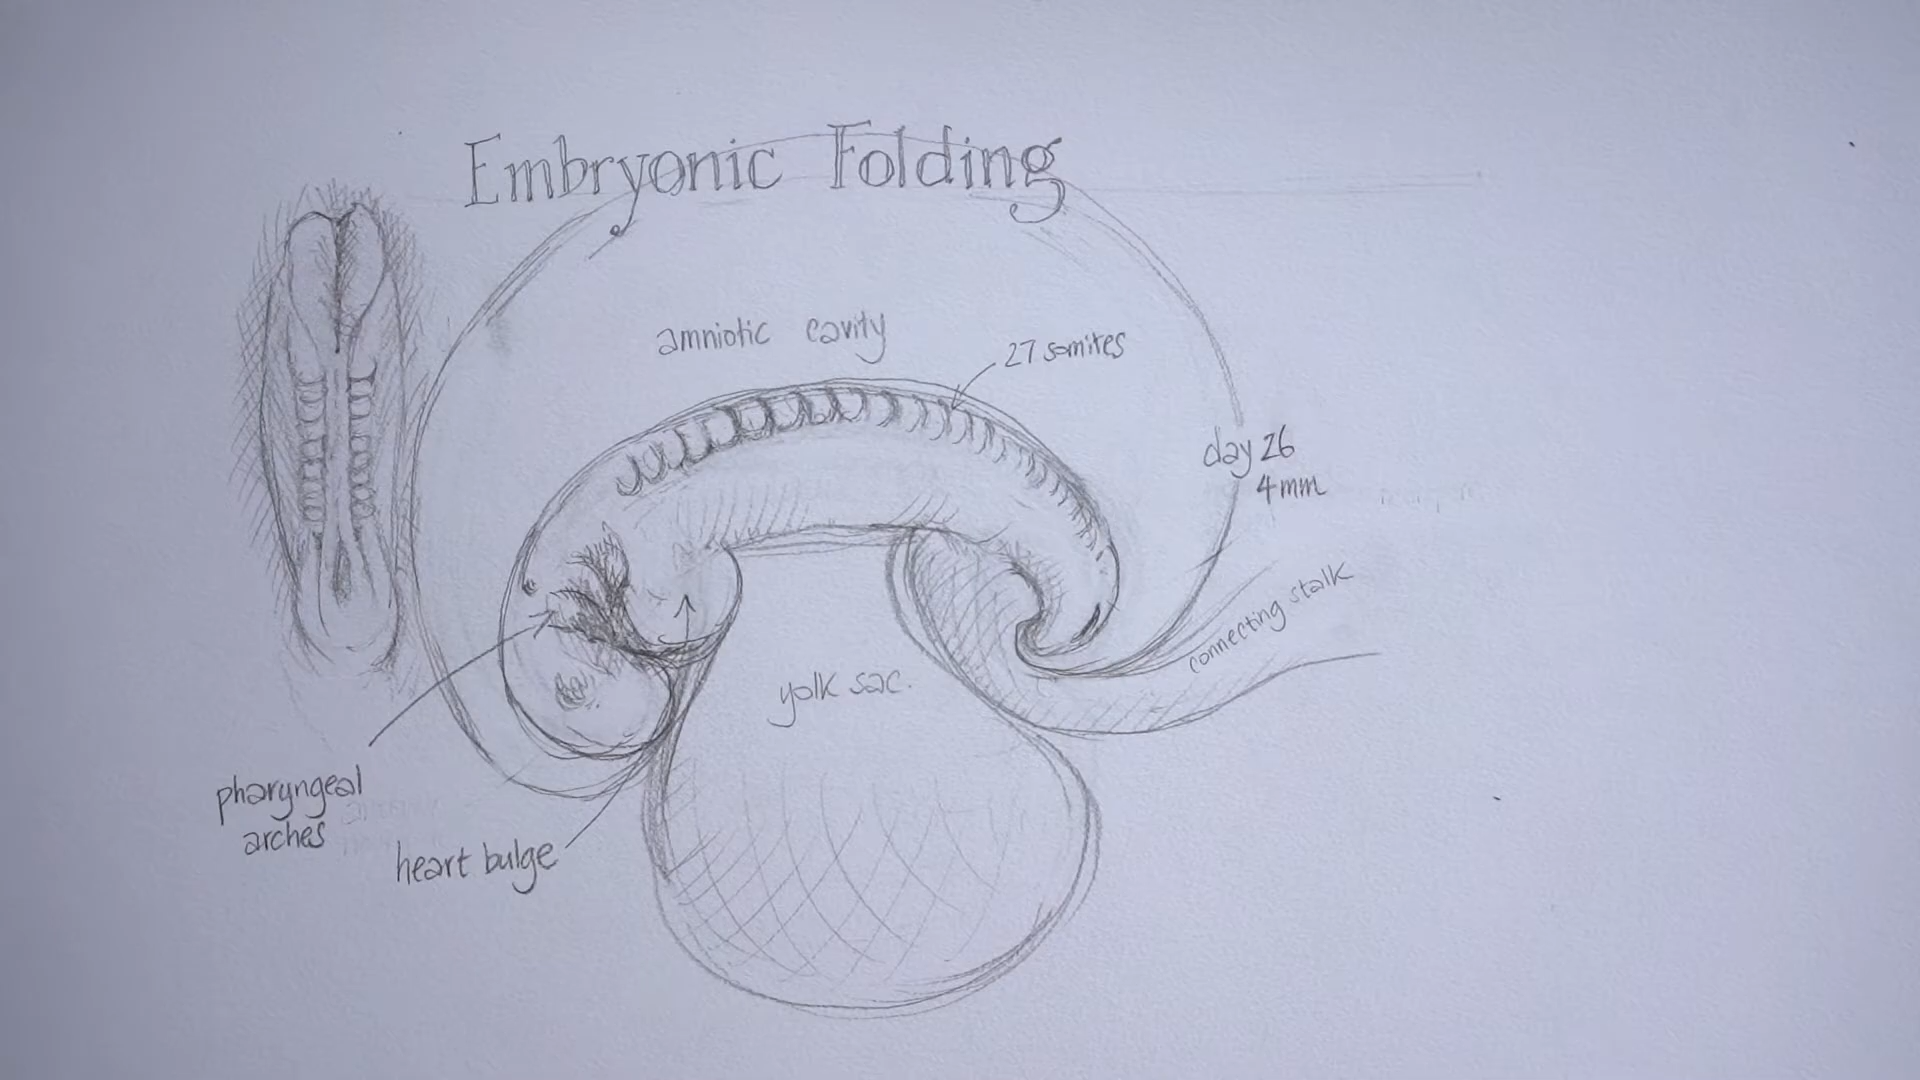 Embryonic Folding
amniotic cavity
27 somites
day 26
4mm
connecting stalk
yolk sac.
pharyngeal
arches
heart bulge